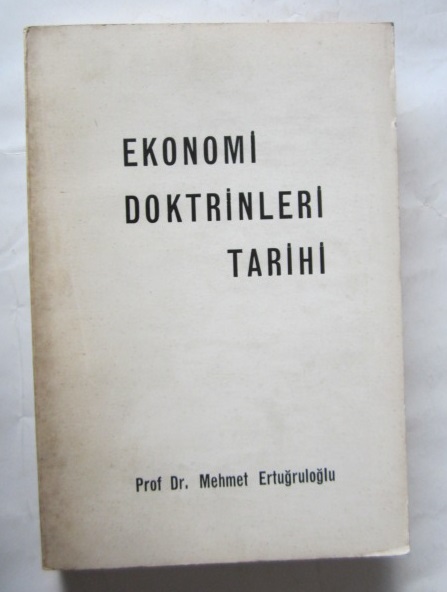 EKONOMİ
DOKTRİNLERİ
TARİHİ
Prof Dr. Mehmet Ertuğruloğlu